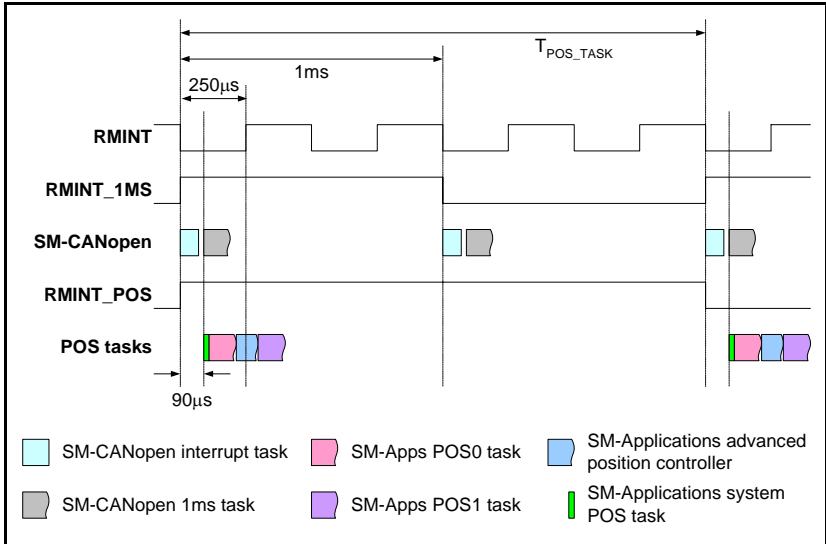 T_POS_TASK
1ms
250μs
RMINT
RMINT_1MS
SM-CANopen
RMINT_POS
POS tasks
90μs
SM-CANopen interrupt task
SM-Apps POS0 task
SM-Applications advanced
position controller
SM-CANopen 1ms task
SM-Apps POS1 task
SM-Applications system
POS task